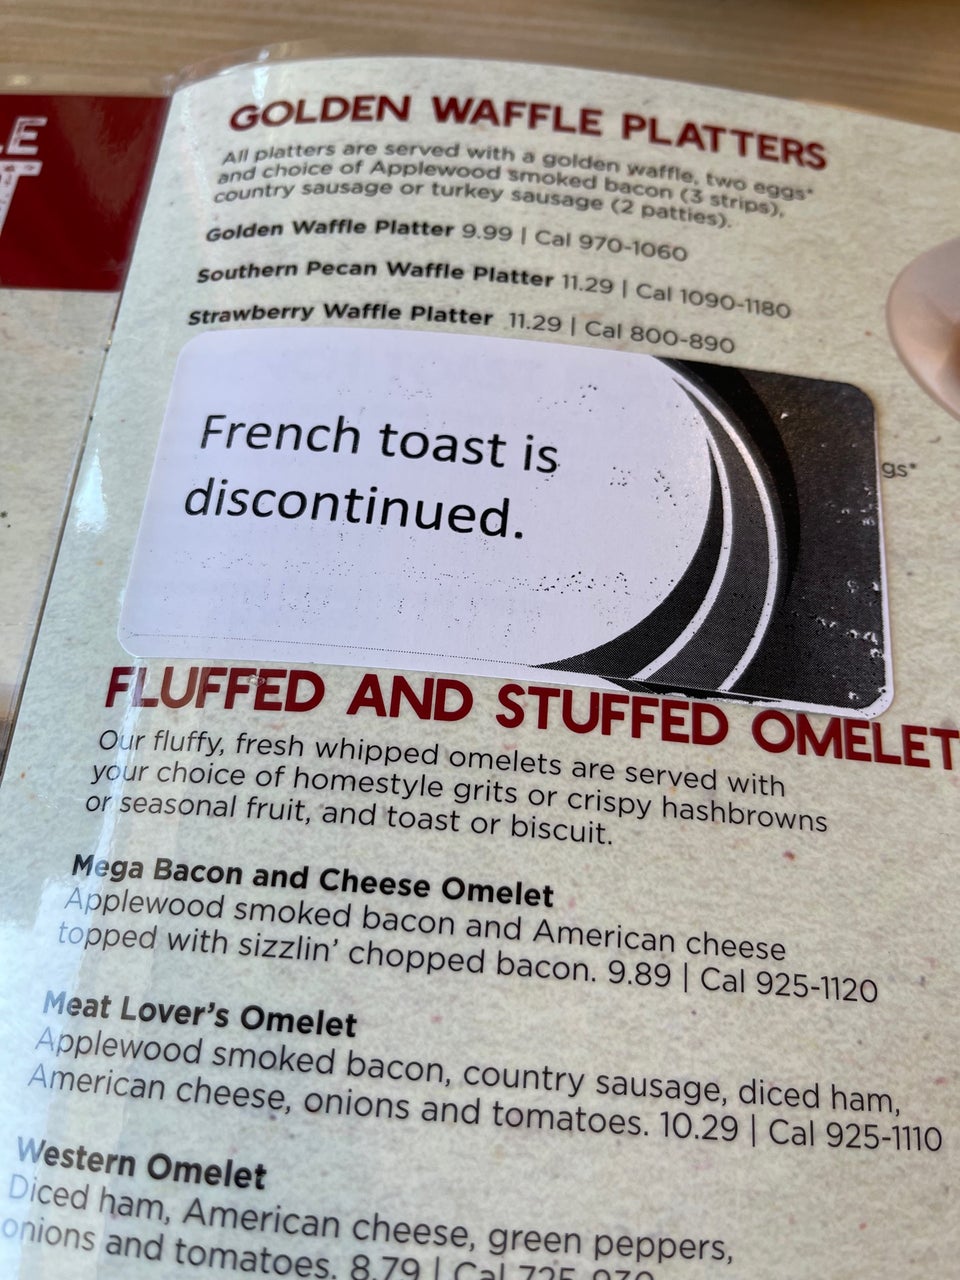 LE
T
GOLDEN WAFFLE PLATTERS
All platters are served with a golden waffle, two eggs*
and choice of Applewood smoked bacon (3 strips),
country sausage or turkey sausage (2 patties).
Golden Waffle Platter 9.99 | Cal 970-1060
Southern Pecan Waffle Platter 11.29 | Cal 1090-1180
Strawberry Waffle Platter 11.29 | Cal 800-890
French toast is
gs*
discontinued.
FLUFFED AND STUFFED OMELET
Our fluffy, fresh whipped omelets are served with
your choice of homestyle grits or crispy hashbrowns
or seasonal fruit, and toast or biscuit.
Mega Bacon and Cheese Omelet
Applewood smoked bacon and American cheese
topped with sizzlin' chopped bacon. 9.89 | Cal 925-1120
Meat Lover's Omelet
Applewood smoked bacon, country sausage, diced ham,
American cheese, onions and tomatoes. 10.29 | Cal 925-1110
Western Omelet
Diced ham, American cheese, green peppers,
onions and tomatoes. 8.79 | Cal